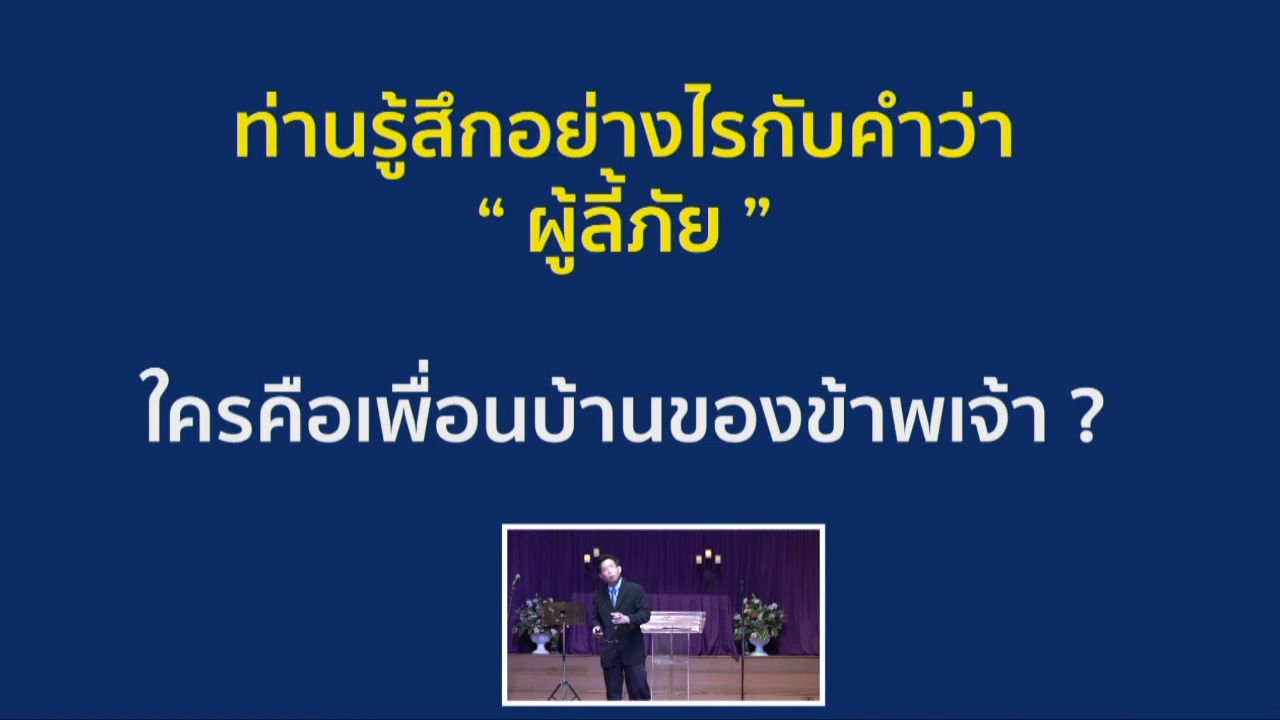 ท่านรู้สึกอย่างไรกับคำว่า
“ ผู้ลี้ภัย ”
ใครคือเพื่อนบ้านของข้าพเจ้า ?